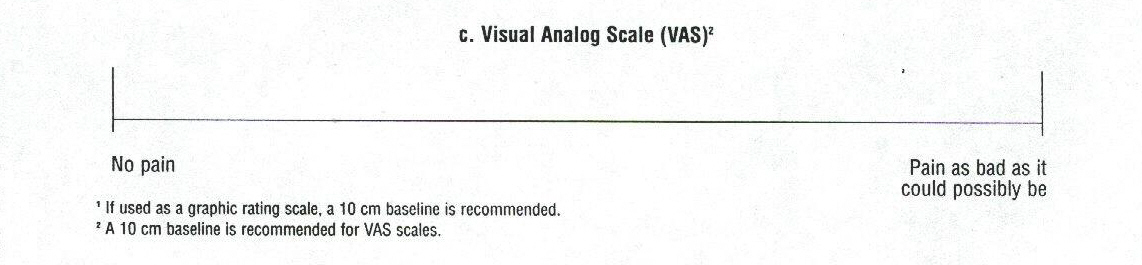 c. Visual Analog Scale (VAS)²
No pain
Pain as bad as it
could possibly be
¹ If used as a graphic rating scale, a 10 cm baseline is recommended.
² A 10 cm baseline is recommended for VAS scales.